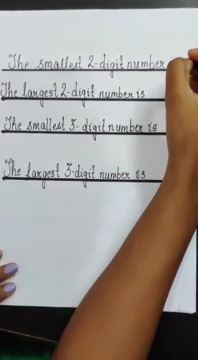 The smallest 2-digit number
The largest 2-digit number is
The smallest 3-digit number is
The largest 3-digit number is